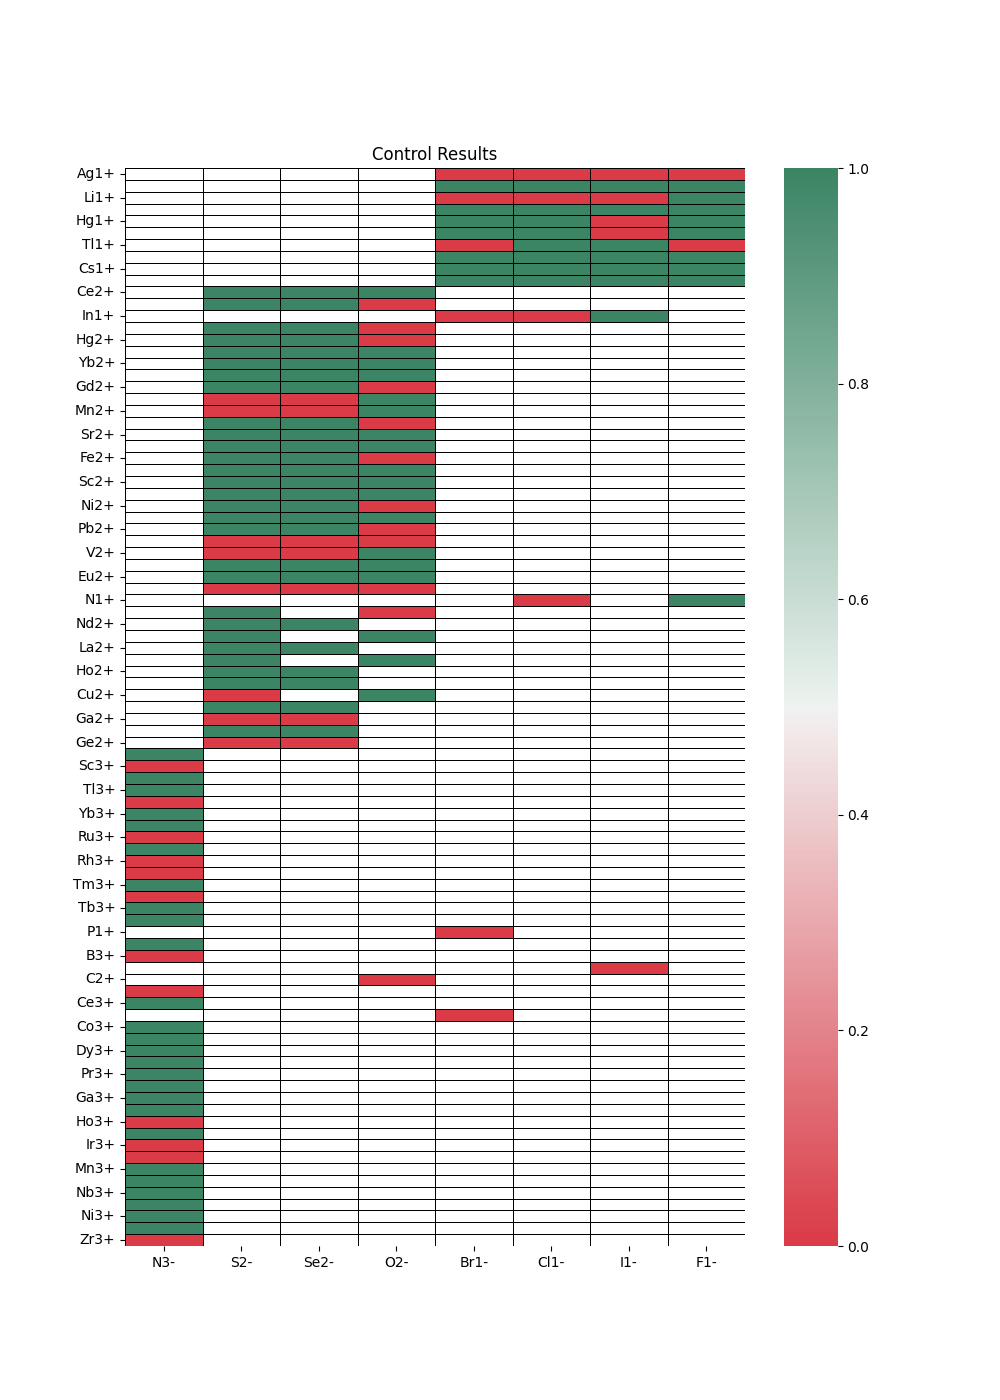 Control Results
Ag1+
Li1+
Hg1+
Tl1+
Cs1+
Ce2+
In1+
Hg2+
Yb2+
Gd2+
Mn2+
Sr2+
Fe2+
Sc2+
Ni2+
Pb2+
V2+
Eu2+
N1+
Nd2+
La2+
Ho2+
Cu2+
Ga2+
Ge2+
Sc3+
Tl3+
Yb3+
Ru3+
Rh3+
Tm3+
Tb3+
P1+
B3+
C2+
Ce3+
Co3+
Dy3+
Pr3+
Ga3+
Ho3+
Ir3+
Mn3+
Nb3+
Ni3+
Zr3+
N3- S2- Se2- O2- Br1- Cl1- I1- F1-
1.0
0.8
0.6
0.4
0.2
0.0